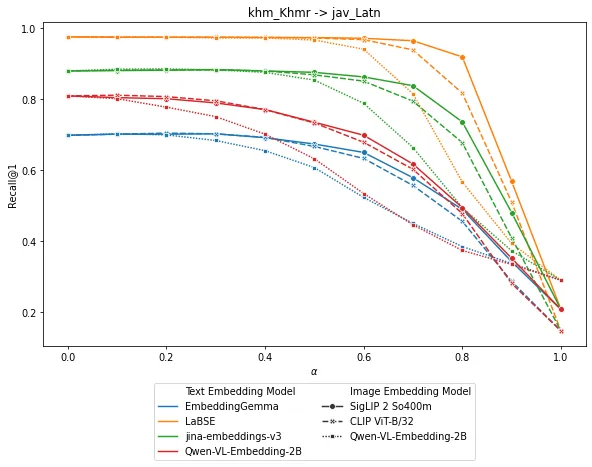 khm_Khmr -> jav_Latn
Recall@1
1.0
0.8
0.6
0.4
0.2
0.0 0.2 0.4 0.6 0.8 1.0
α
Text Embedding Model
EmbeddingGemma
LaBSE
jina-embeddings-v3
Qwen-VL-Embedding-2B
Image Embedding Model
SigLIP 2 So400m
CLIP ViT-B/32
Qwen-VL-Embedding-2B